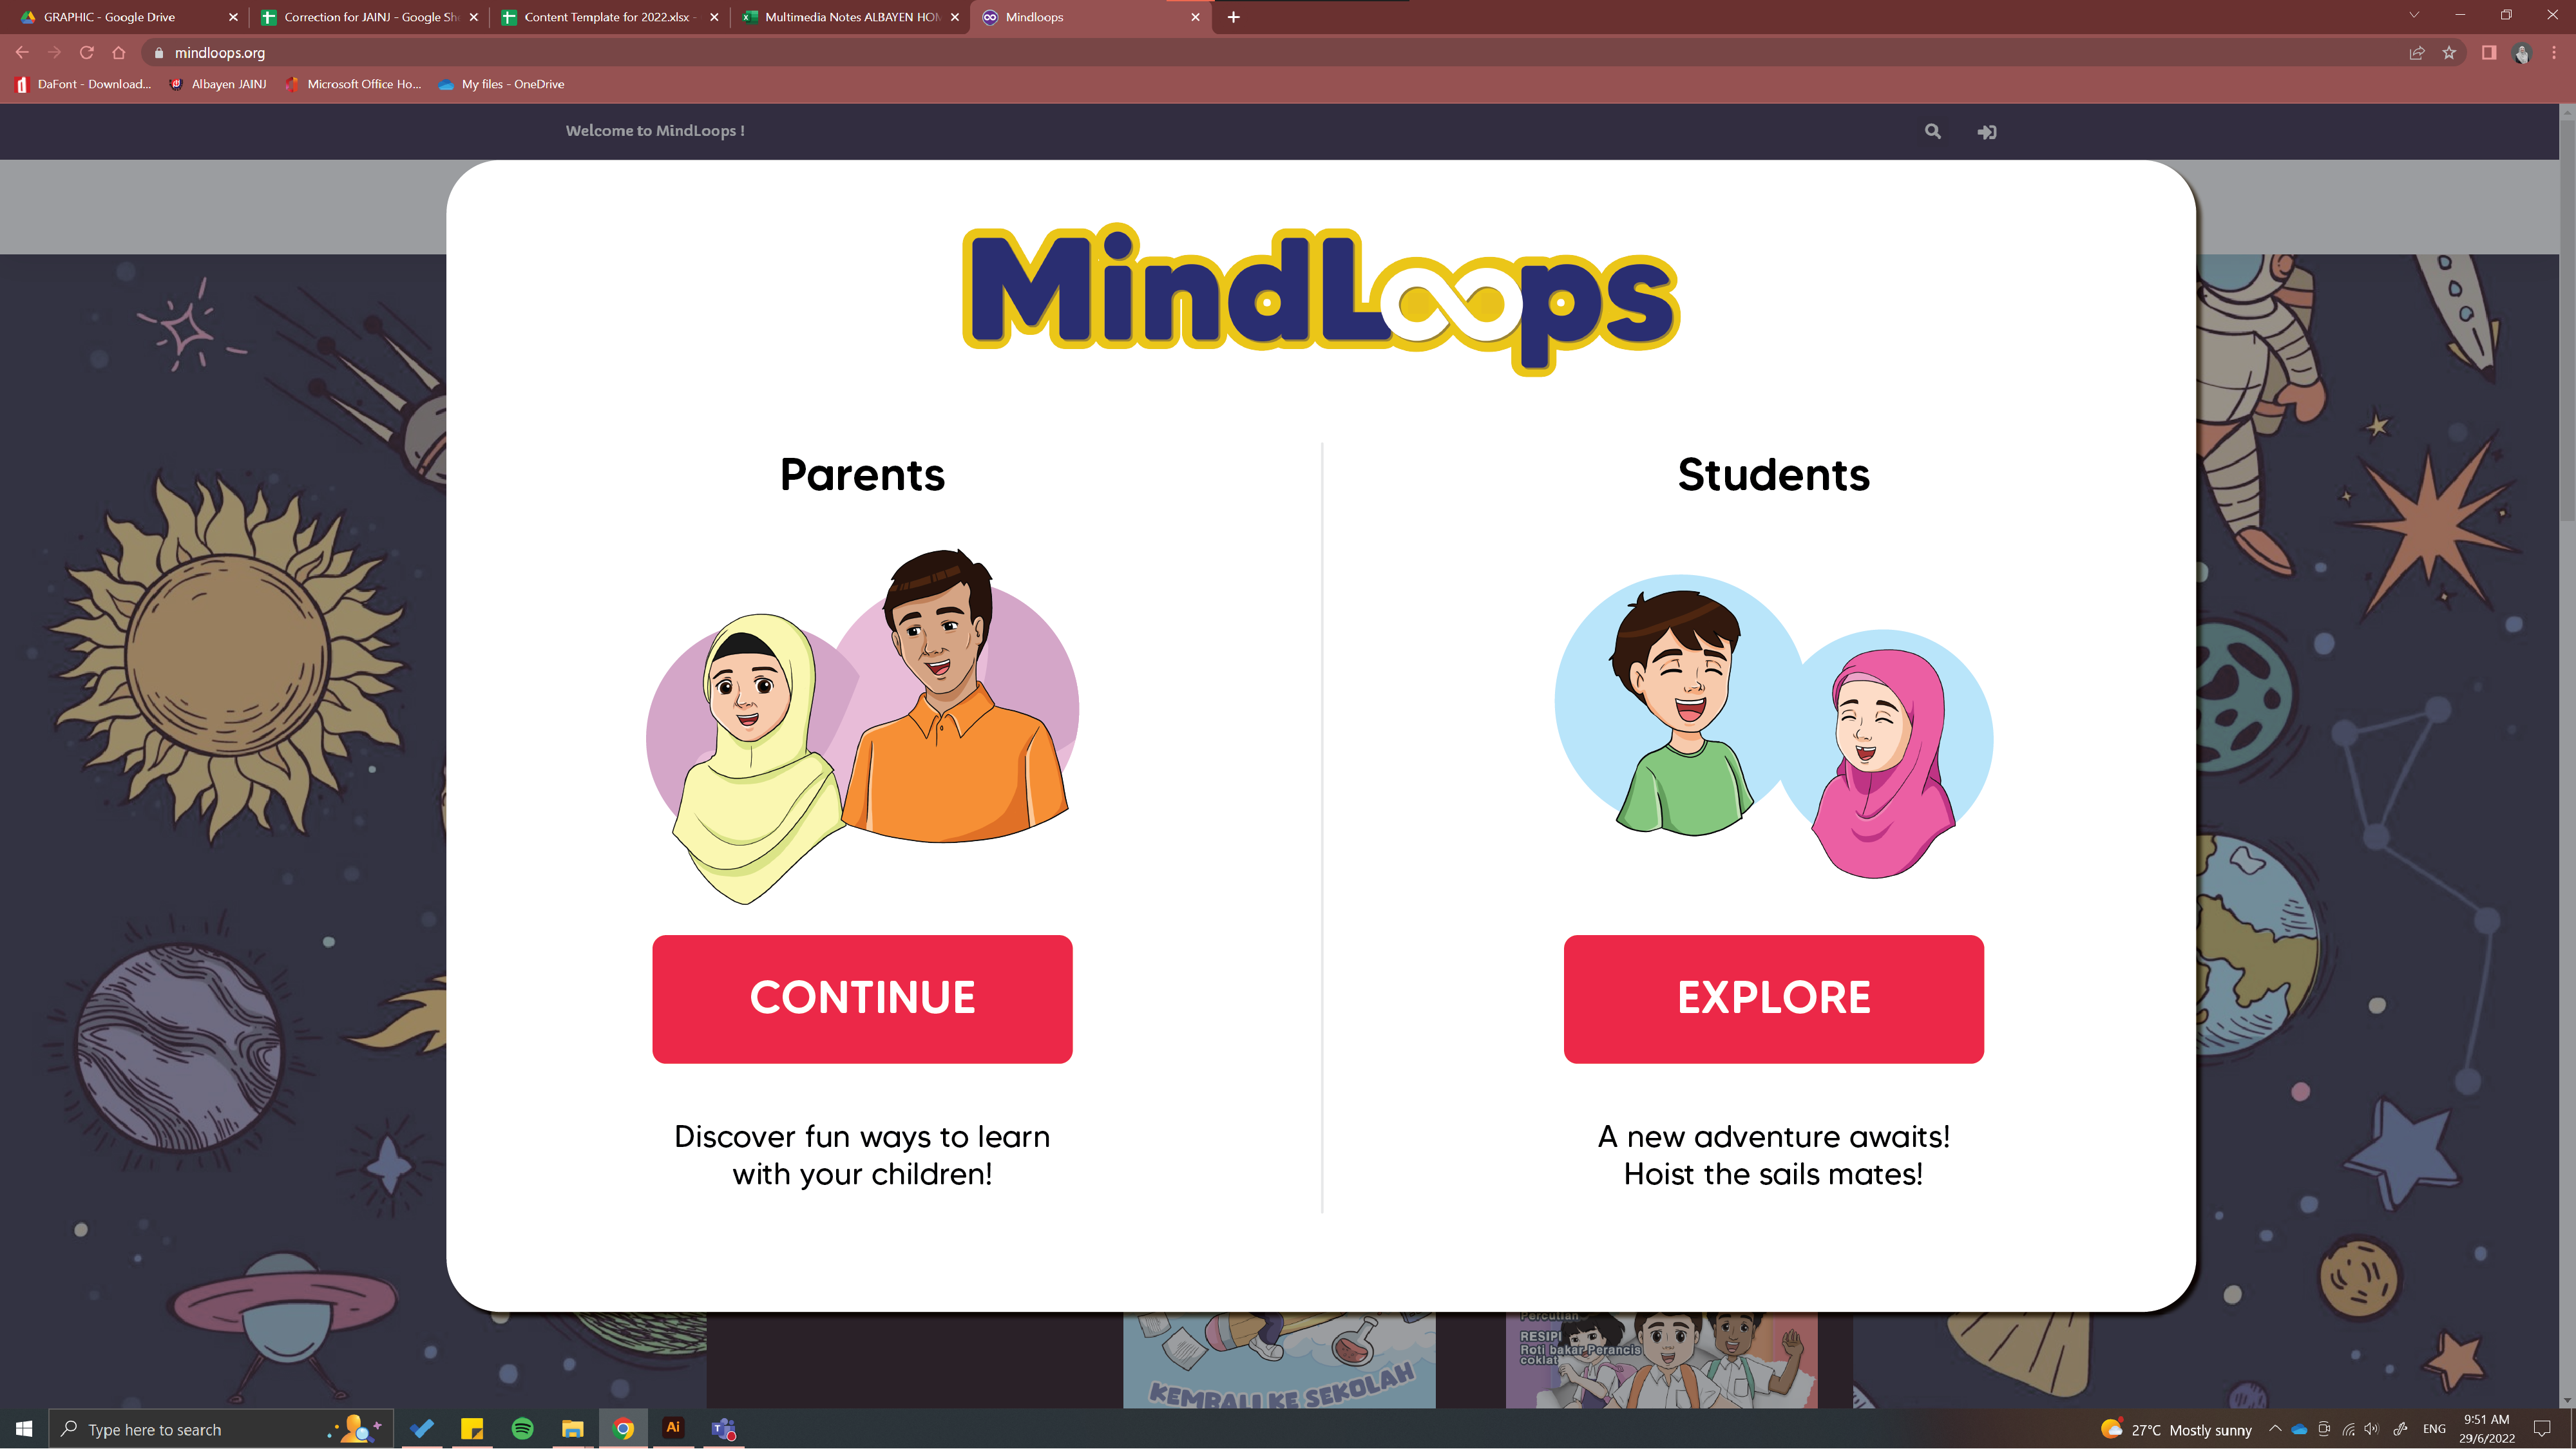 GRAPHIC - Google Drive
Correction for JAINJ - Google She
Content Template for 2022.xlsx -
Multimedia Notes ALBAYEN HOM
Mindloops
mindloops.org
DaFont - Download...
Albayen JAINJ
Microsoft Office Ho...
My files - OneDrive
Welcome to MindLoops !
MindLoops
Parents
Students
CONTINUE
EXPLORE
Discover fun ways to learn
with your children!
A new adventure awaits!
Hoist the sails mates!
Percutian
RESIPI
Roti bakar Perancis
coklat
KEMBALI KE SEKOLAH
Type here to search
Ai
27°C Mostly sunny
ENG
9:51 AM
29/6/2022